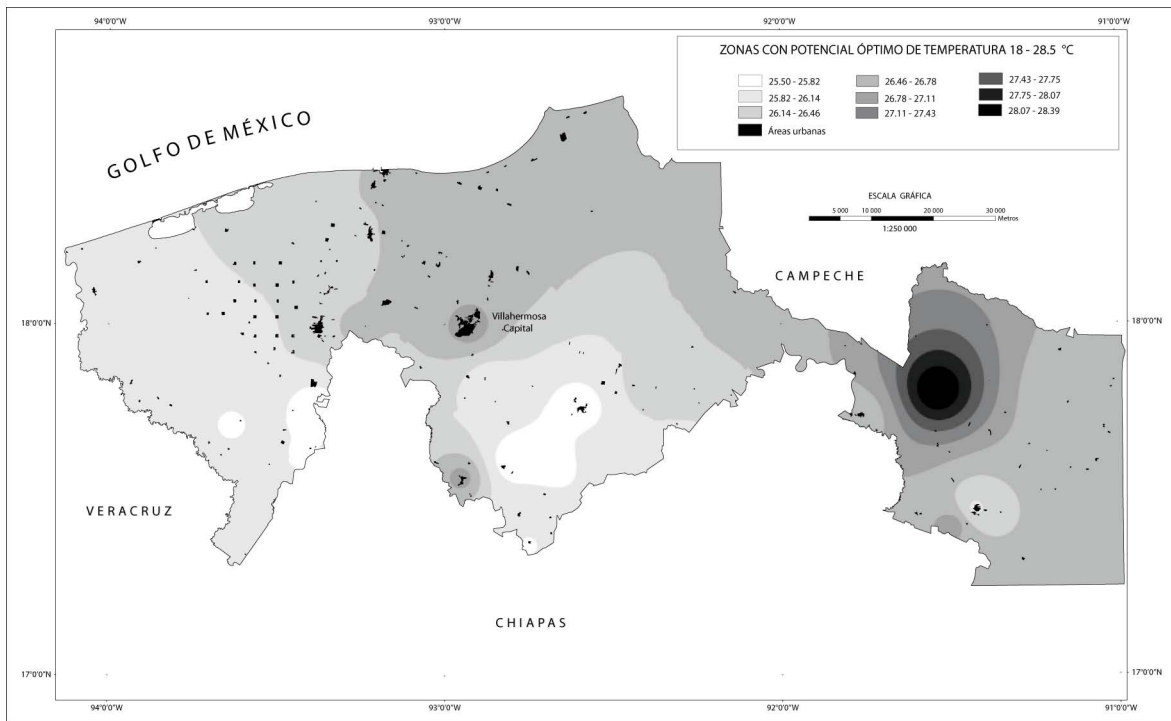 94°0'0"W
93°0'0"W
92°0'0"W
91°0'0"W
ZONAS CON POTENCIAL ÓPTIMO DE TEMPERATURA 18 - 28.5 °C
25.50 - 25.82
26.46 - 26.78
27.43 - 27.75
25.82 - 26.14
26.78 - 27.11
27.75 - 28.07
26.14 - 26.46
27.11 - 27.43
28.07 - 28.39
Áreas urbanas
GOLFO DE MÉXICO
ESCALA GRÁFICA
5 000 10 000 20 000 30 000
Metros
1:250 000
CAMPECHE
18°0'0"N
Villahermosa
Capital
18°0'0"N
VERACRUZ
CHIAPAS
17°0'0"N
17°0'0"N
94°0'0"W
93°0'0"W
92°0'0"W
91°0'0"W